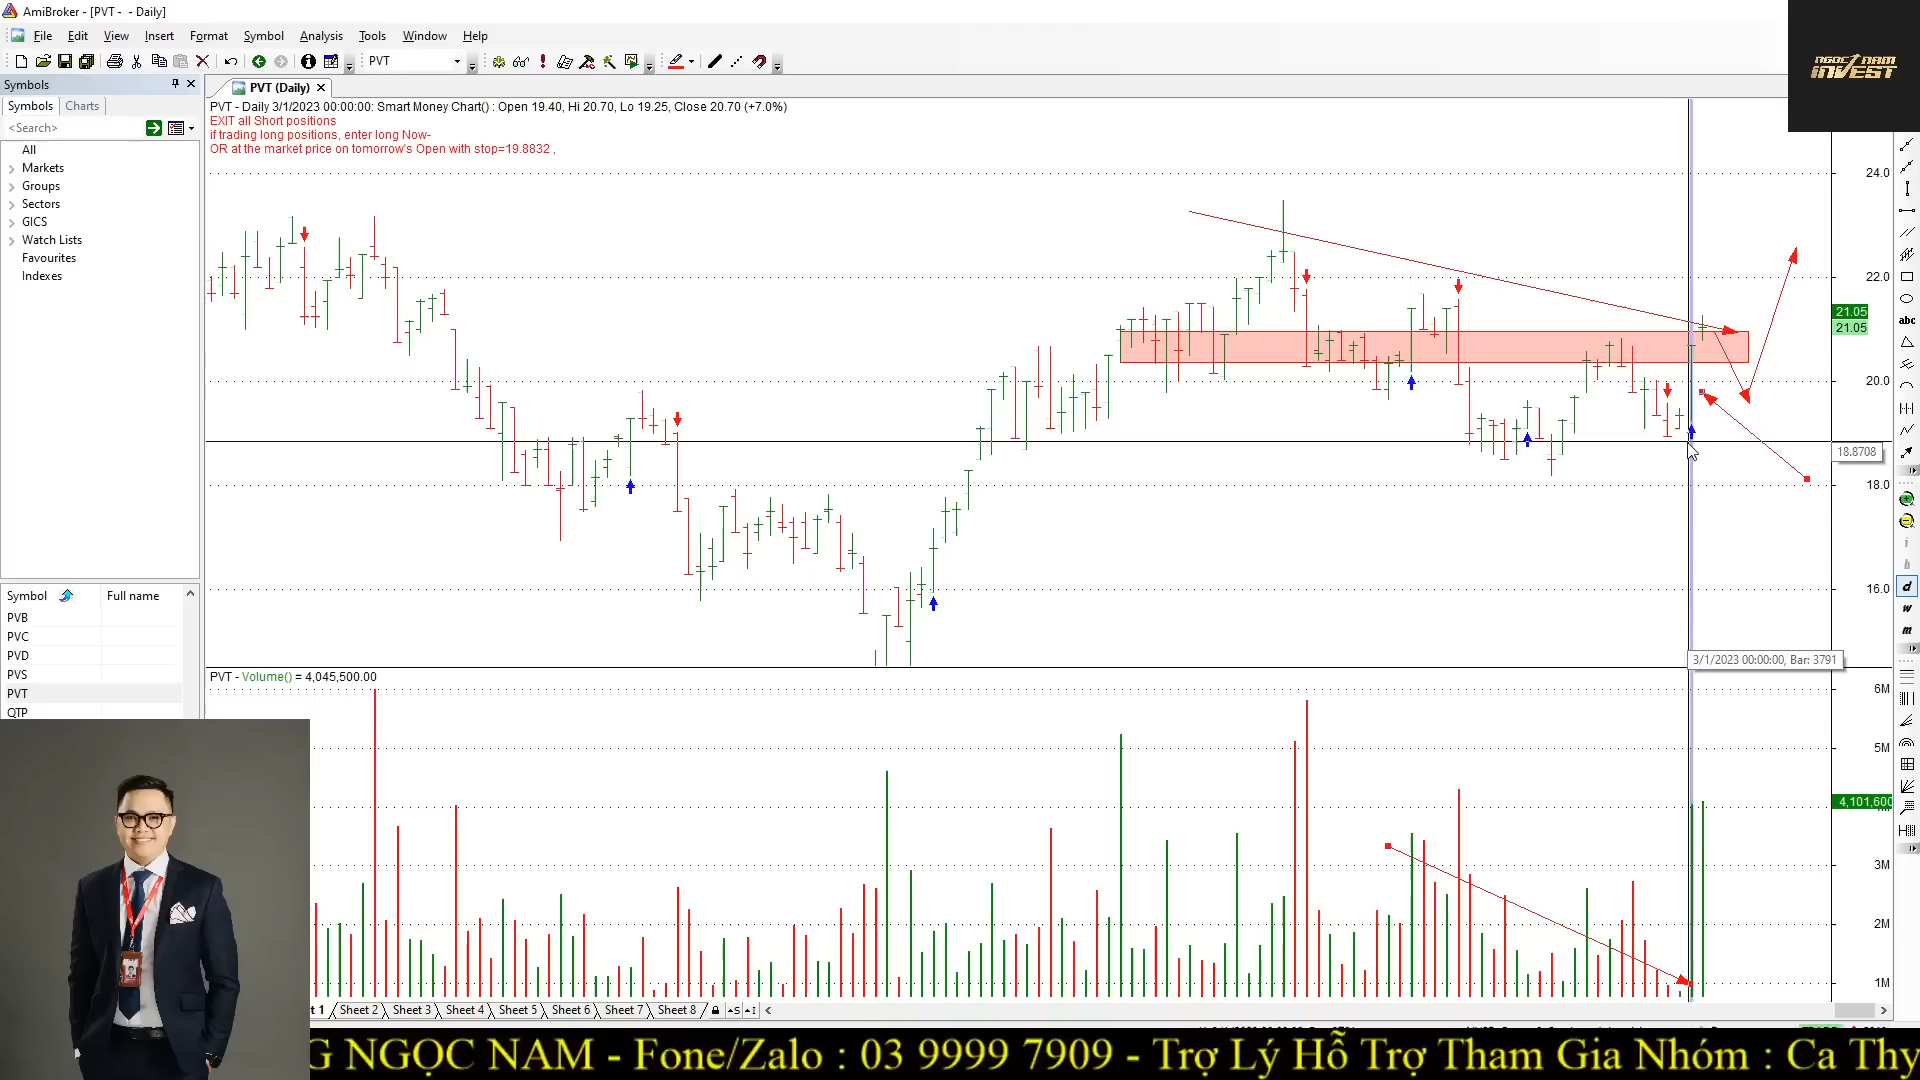 AmiBroker - [PVT - - Daily]
File Edit View Insert Format Symbol Analysis Tools Window Help
PVT
NGOC NAM
INVEST
Symbols
PVT (Daily)
Symbols Charts
PVT - Daily 3/1/2023 00:00:00: Smart Money Chart() : Open 19.40, Hi 20.70, Lo 19.25, Close 20.70 (+7.0%)
EXIT all Short positions
if trading long positions, enter long Now-
OR at the market price on tomorrow's Open with stop=19.8832 ,
<Search>
All
Markets
Groups
Sectors
GICS
Watch Lists
Favourites
Indexes
24.0
22.0
21.05
21.05
20.0
18.8708
18.0
16.0
abc
i
h
d
w
m
Symbol Full name
PVB
PVC
PVD
PVS
PVT
QTP
3/1/2023 00:00:00, Bar: 3791
PVT - Volume() = 4,045,500.00
6M
5M
4,101,600
3M
2M
1M
t 1 Sheet 2 Sheet 3 Sheet 4 Sheet 5 Sheet 6 Sheet 7 Sheet 8
G NGỌC NAM - Fone/Zalo : 03 9999 7909 - Trợ Lý Hỗ Trợ Tham Gia Nhóm : Ca Thy